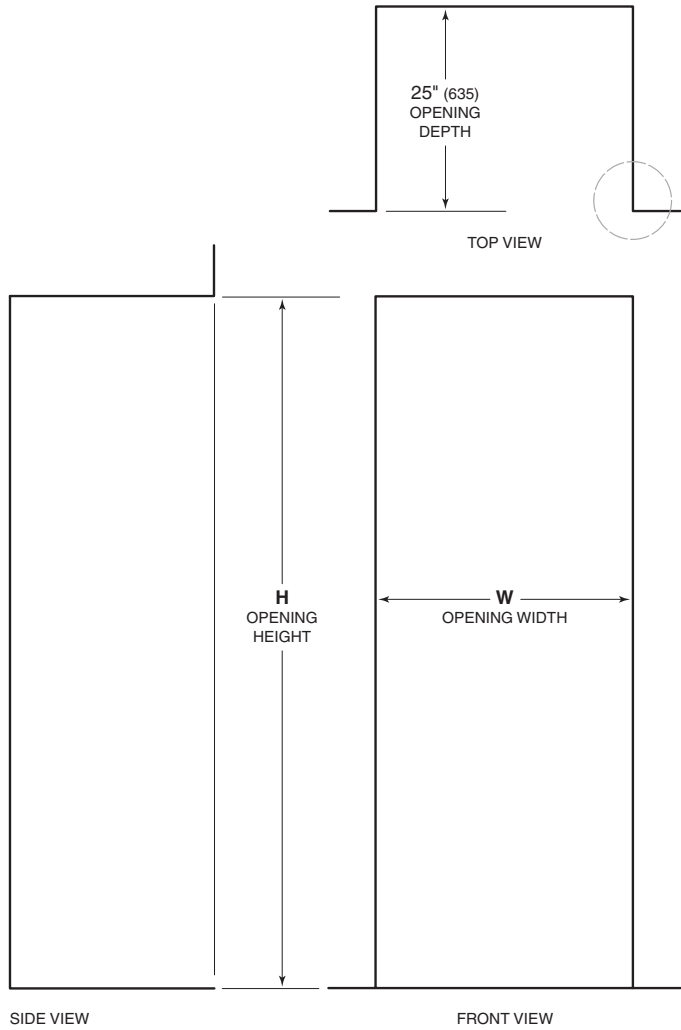 25" (635)
OPENING
DEPTH
TOP VIEW
H
OPENING
HEIGHT
W
OPENING WIDTH
SIDE VIEW
FRONT VIEW